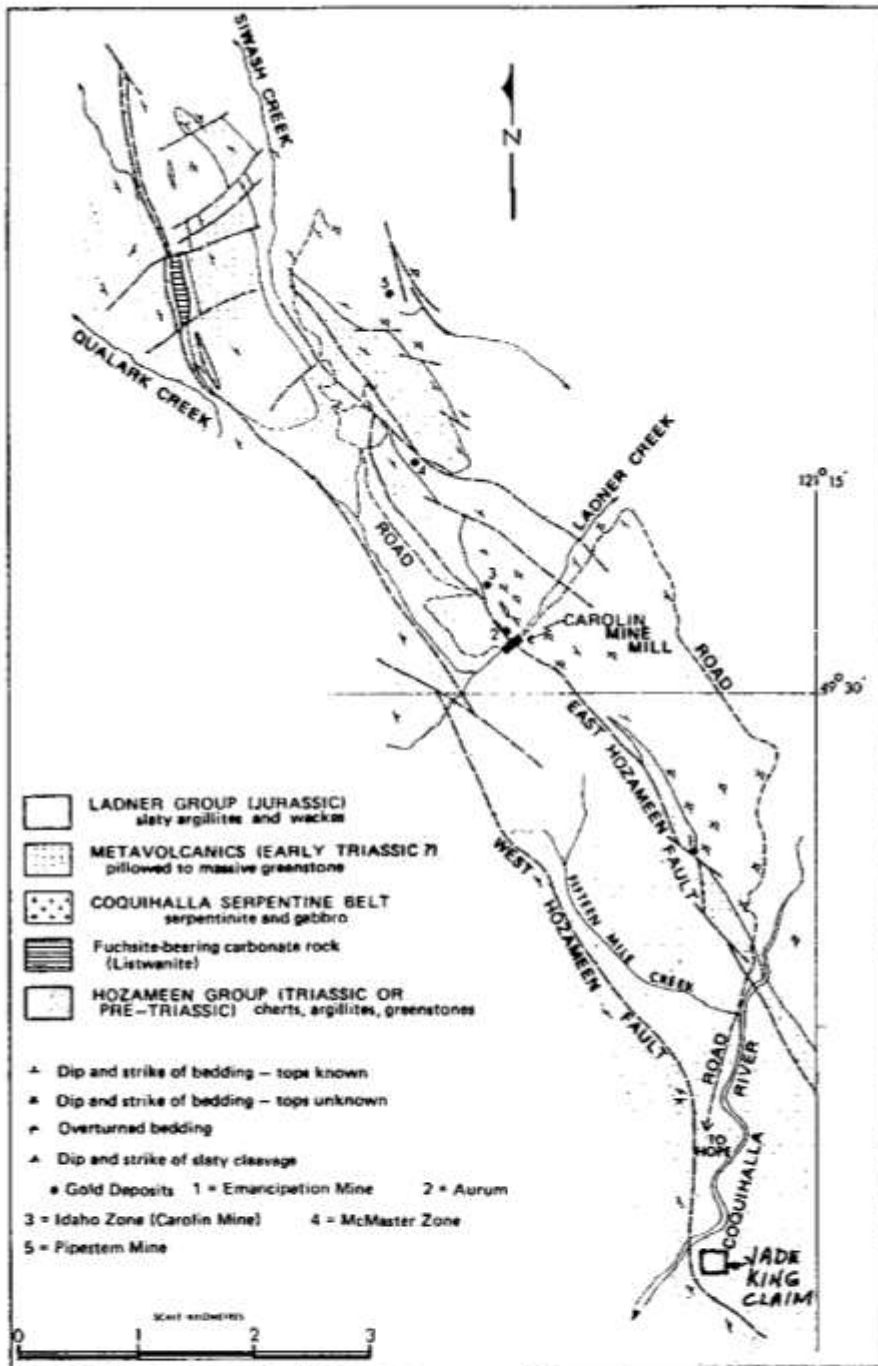 SIWASH CREEK
N
5
QUALARK CREEK
LADNER CREEK
121° 15'
ROAD
3
2
CAROLIN
MINE
MILL
ROAD
49° 30'
EAST HOZAMEEN FAULT
1
WEST HOZAMEEN FAULT
FIFTEEN MILE CREEK
ROAD
TO
HOPE
COQUIHALLA RIVER
JADE
KING
CLAIM
LADNER GROUP (JURASSIC)
slaty argillites and wackes
METAVOLCANICS (EARLY TRIASSIC ?)
pillowed to massive greenstone
COQUIHALLA SERPENTINE BELT
serpentinite and gabbro
Fuchsite-bearing carbonate rock
(Listwanite)
HOZAMEEN GROUP (TRIASSIC OR
PRE-TRIASSIC) cherts, argillites, greenstones
Dip and strike of bedding – tops known
Dip and strike of bedding – tops unknown
Overturned bedding
Dip and strike of slaty cleavage
Gold Deposits 1 = Emancipation Mine 2 = Aurum
3 = Idaho Zone (Carolin Mine) 4 = McMaster Zone
5 = Pipestem Mine
SCALE-KILOMETRES
0 1 2 3